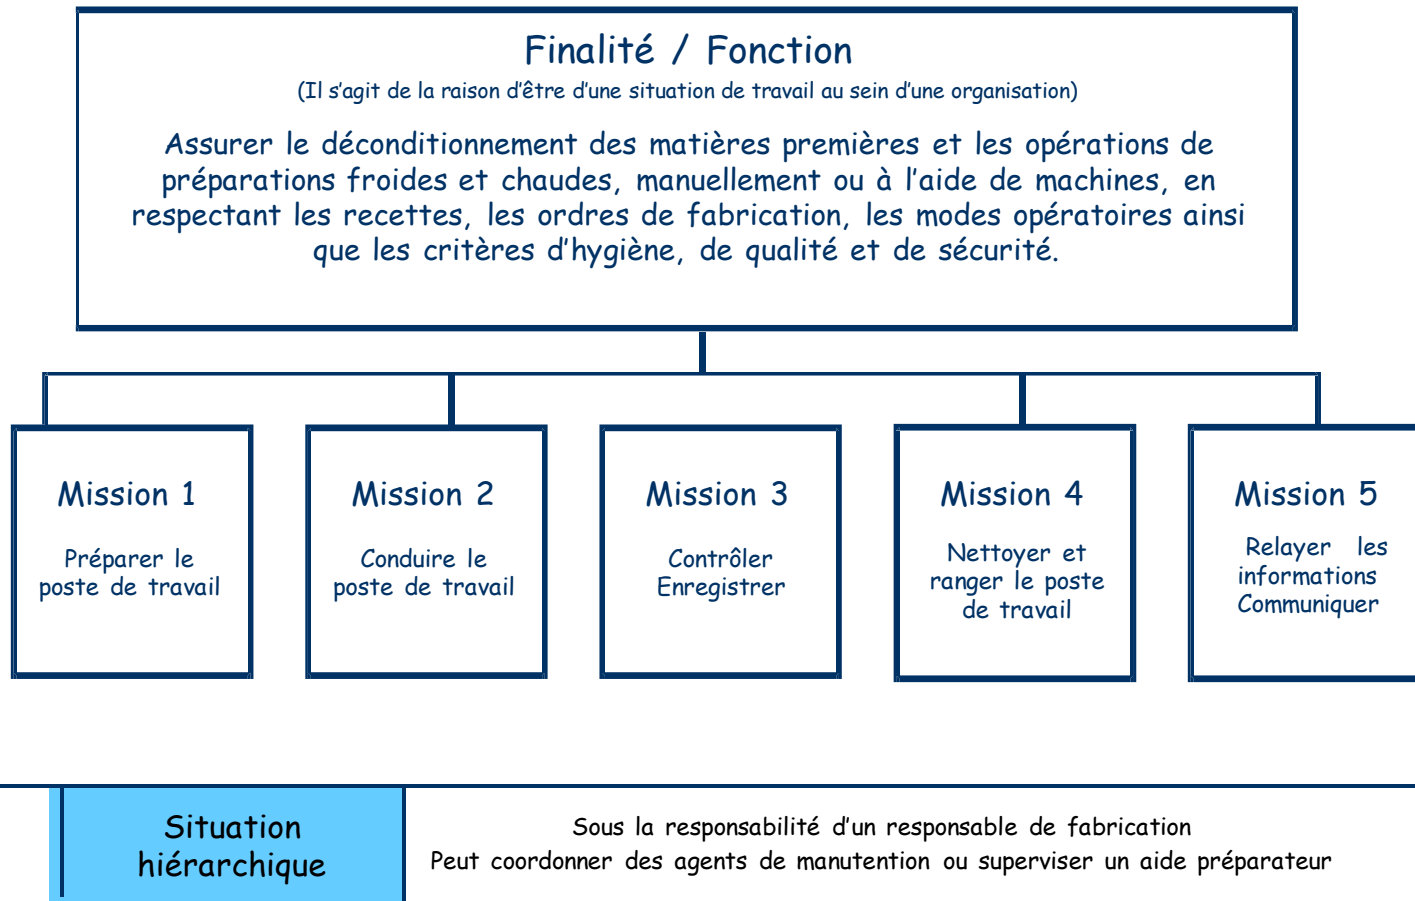 Finalité / Fonction
(Il s’agit de la raison d’être d’une situation de travail au sein d’une organisation)
Assurer le déconditionnement des matières premières et les opérations de
préparations froides et chaudes, manuellement ou à l’aide de machines, en
respectant les recettes, les ordres de fabrication, les modes opératoires ainsi
que les critères d’hygiène, de qualité et de sécurité.
Mission 1
Préparer le
poste de travail
Mission 2
Conduire le
poste de travail
Mission 3
Contrôler
Enregistrer
Mission 4
Nettoyer et
ranger le poste
de travail
Mission 5
Relayer les
informations
Communiquer
Situation
hiérarchique
Sous la responsabilité d’un responsable de fabrication
Peut coordonner des agents de manutention ou superviser un aide préparateur